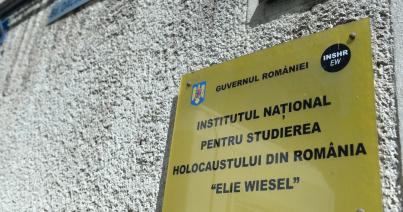 GUVERNUL ROMÂNIEI
INSHR
EW
INSTITUTUL NAȚIONAL
PENTRU STUDIEREA
HOLOCAUSTULUI DIN ROMÂNIA
"ELIE WIESEL"